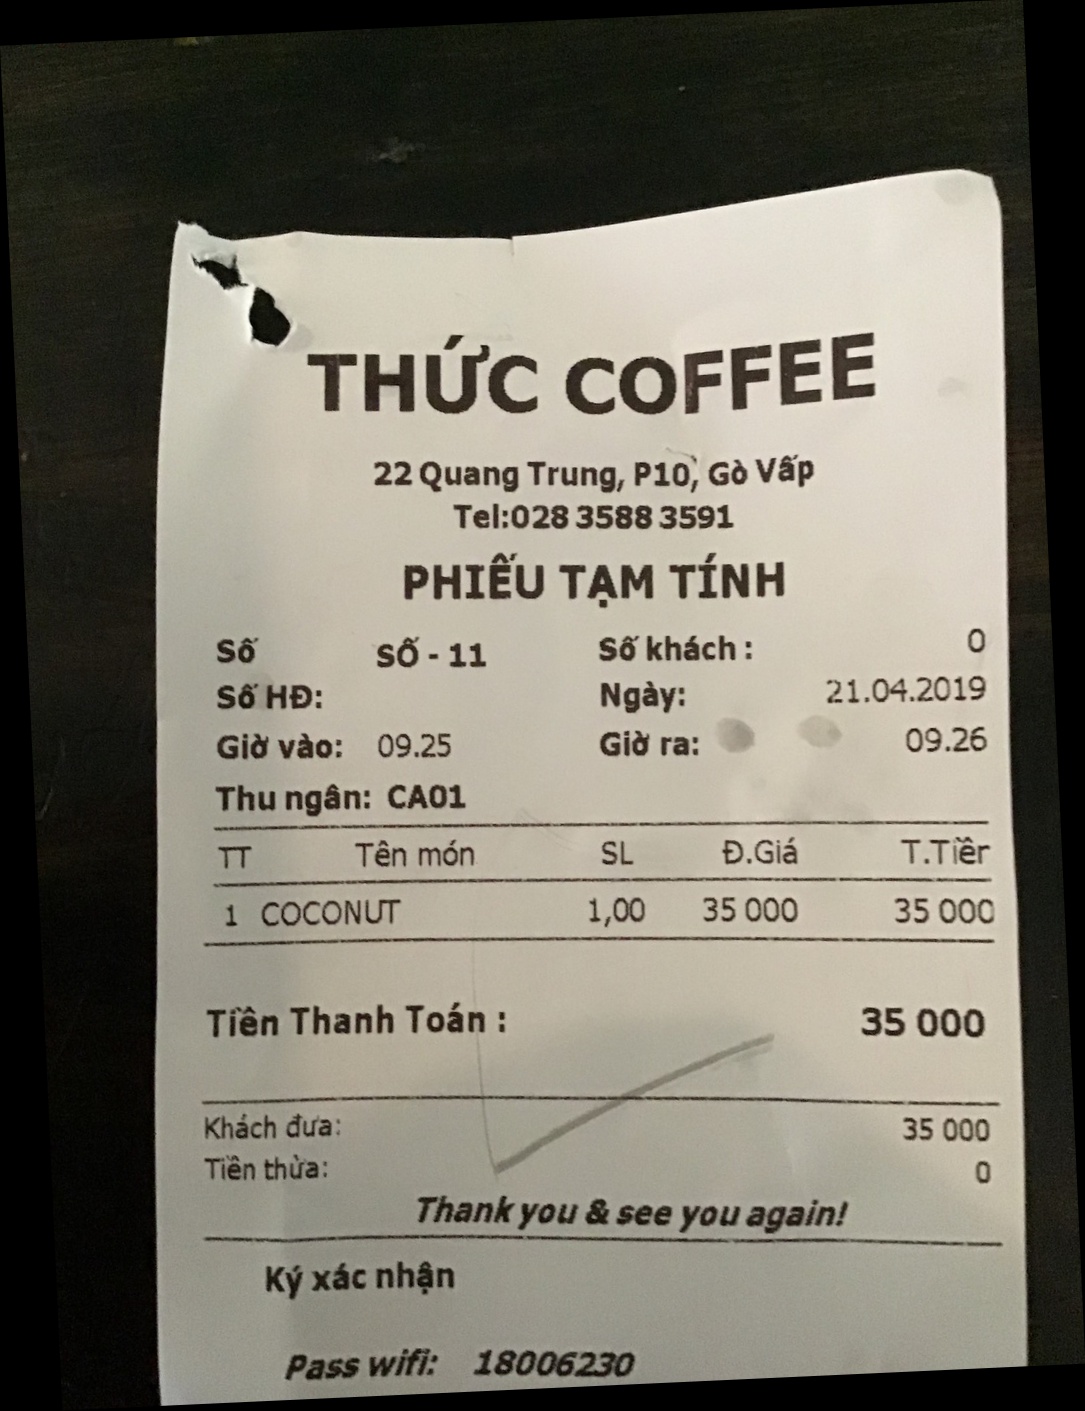 THỨC COFFEE
22 Quang Trung, P10, Gò Vấp
Tel:028 3588 3591
PHIẾU TẠM TÍNH
Số SỐ - 11 Số khách : 0
Số HĐ: Ngày: 21.04.2019
Giờ vào: 09.25 Giờ ra: 09.26
Thu ngân: CA01
TT Tên món SL Đ.Giá T.Tiền
1 COCONUT 1,00 35 000 35 000
Tiền Thanh Toán : 35 000
Khách đưa: 35 000
Tiền thừa: 0
Thank you & see you again!
Ký xác nhận
Pass wifi: 18006230